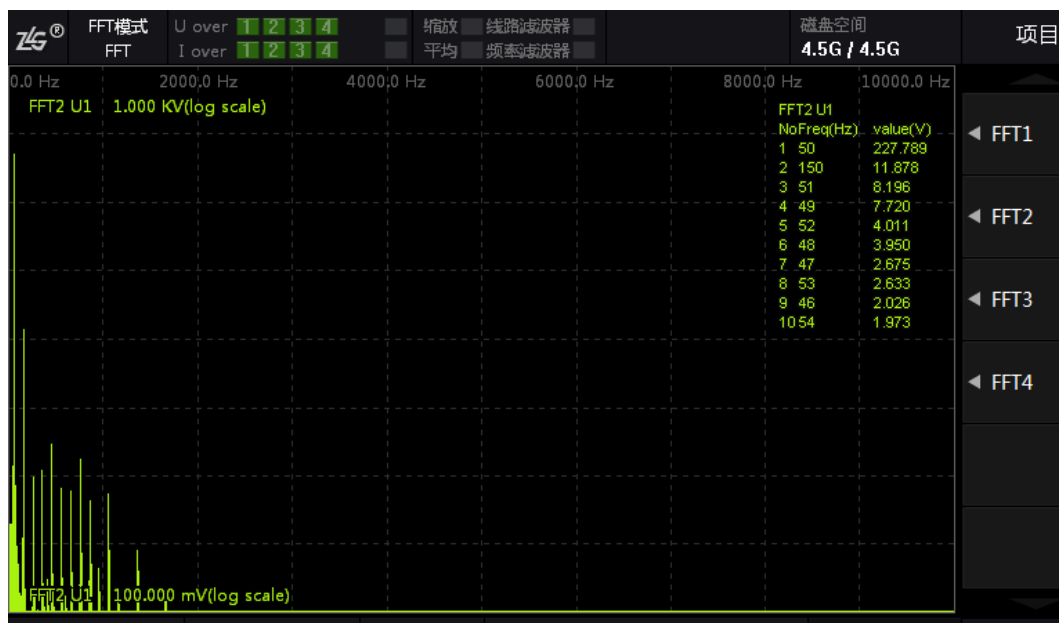 ZLG® FFT模式 U over 1 2 3 4 缩放 线路滤波器 磁盘空间 项目
FFT I over 1 2 3 4 平均 频率滤波器 4.5G / 4.5G
0.0 Hz 2000.0 Hz 4000.0 Hz 6000.0 Hz 8000.0 Hz 10000.0 Hz
FFT2 U1 1.000 KV(log scale)
FFT2 U1
No Freq(Hz) value(V)
1 50 227.789
2 150 11.878
3 51 8.196
4 49 7.720
5 52 4.011
6 48 3.950
7 47 2.675
8 53 2.633
9 46 2.026
10 54 1.973
FFT1
FFT2
FFT3
FFT4
FFT2 U1 100.000 mV(log scale)